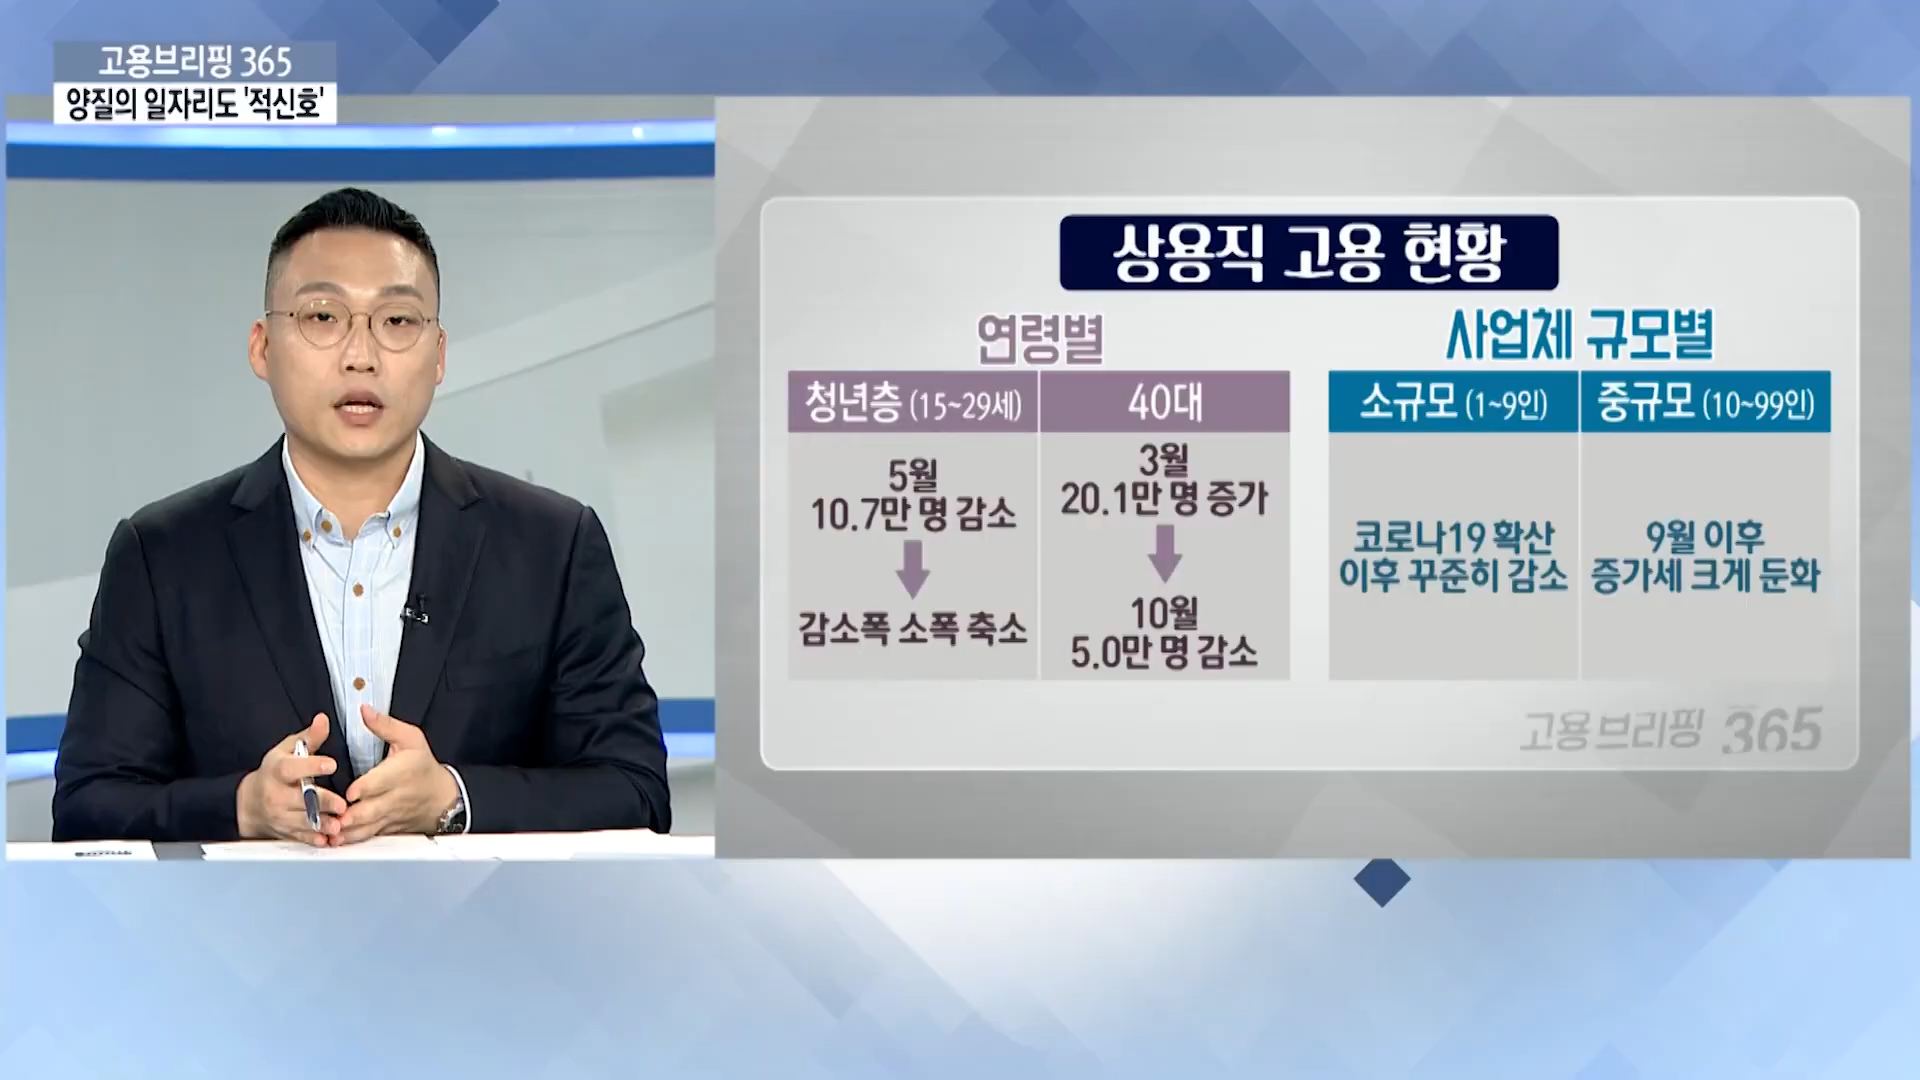 고용브리핑 365
양질의 일자리도 '적신호'
상용직 고용 현황
연령별
청년층 (15~29세)
40대
5월
10.7만 명 감소
감소폭 소폭 축소
3월
20.1만 명 증가
10월
5.0만 명 감소
사업체 규모별
소규모 (1~9인)
중규모 (10~99인)
코로나19 확산
이후 꾸준히 감소
9월 이후
증가세 크게 둔화
고용브리핑 365